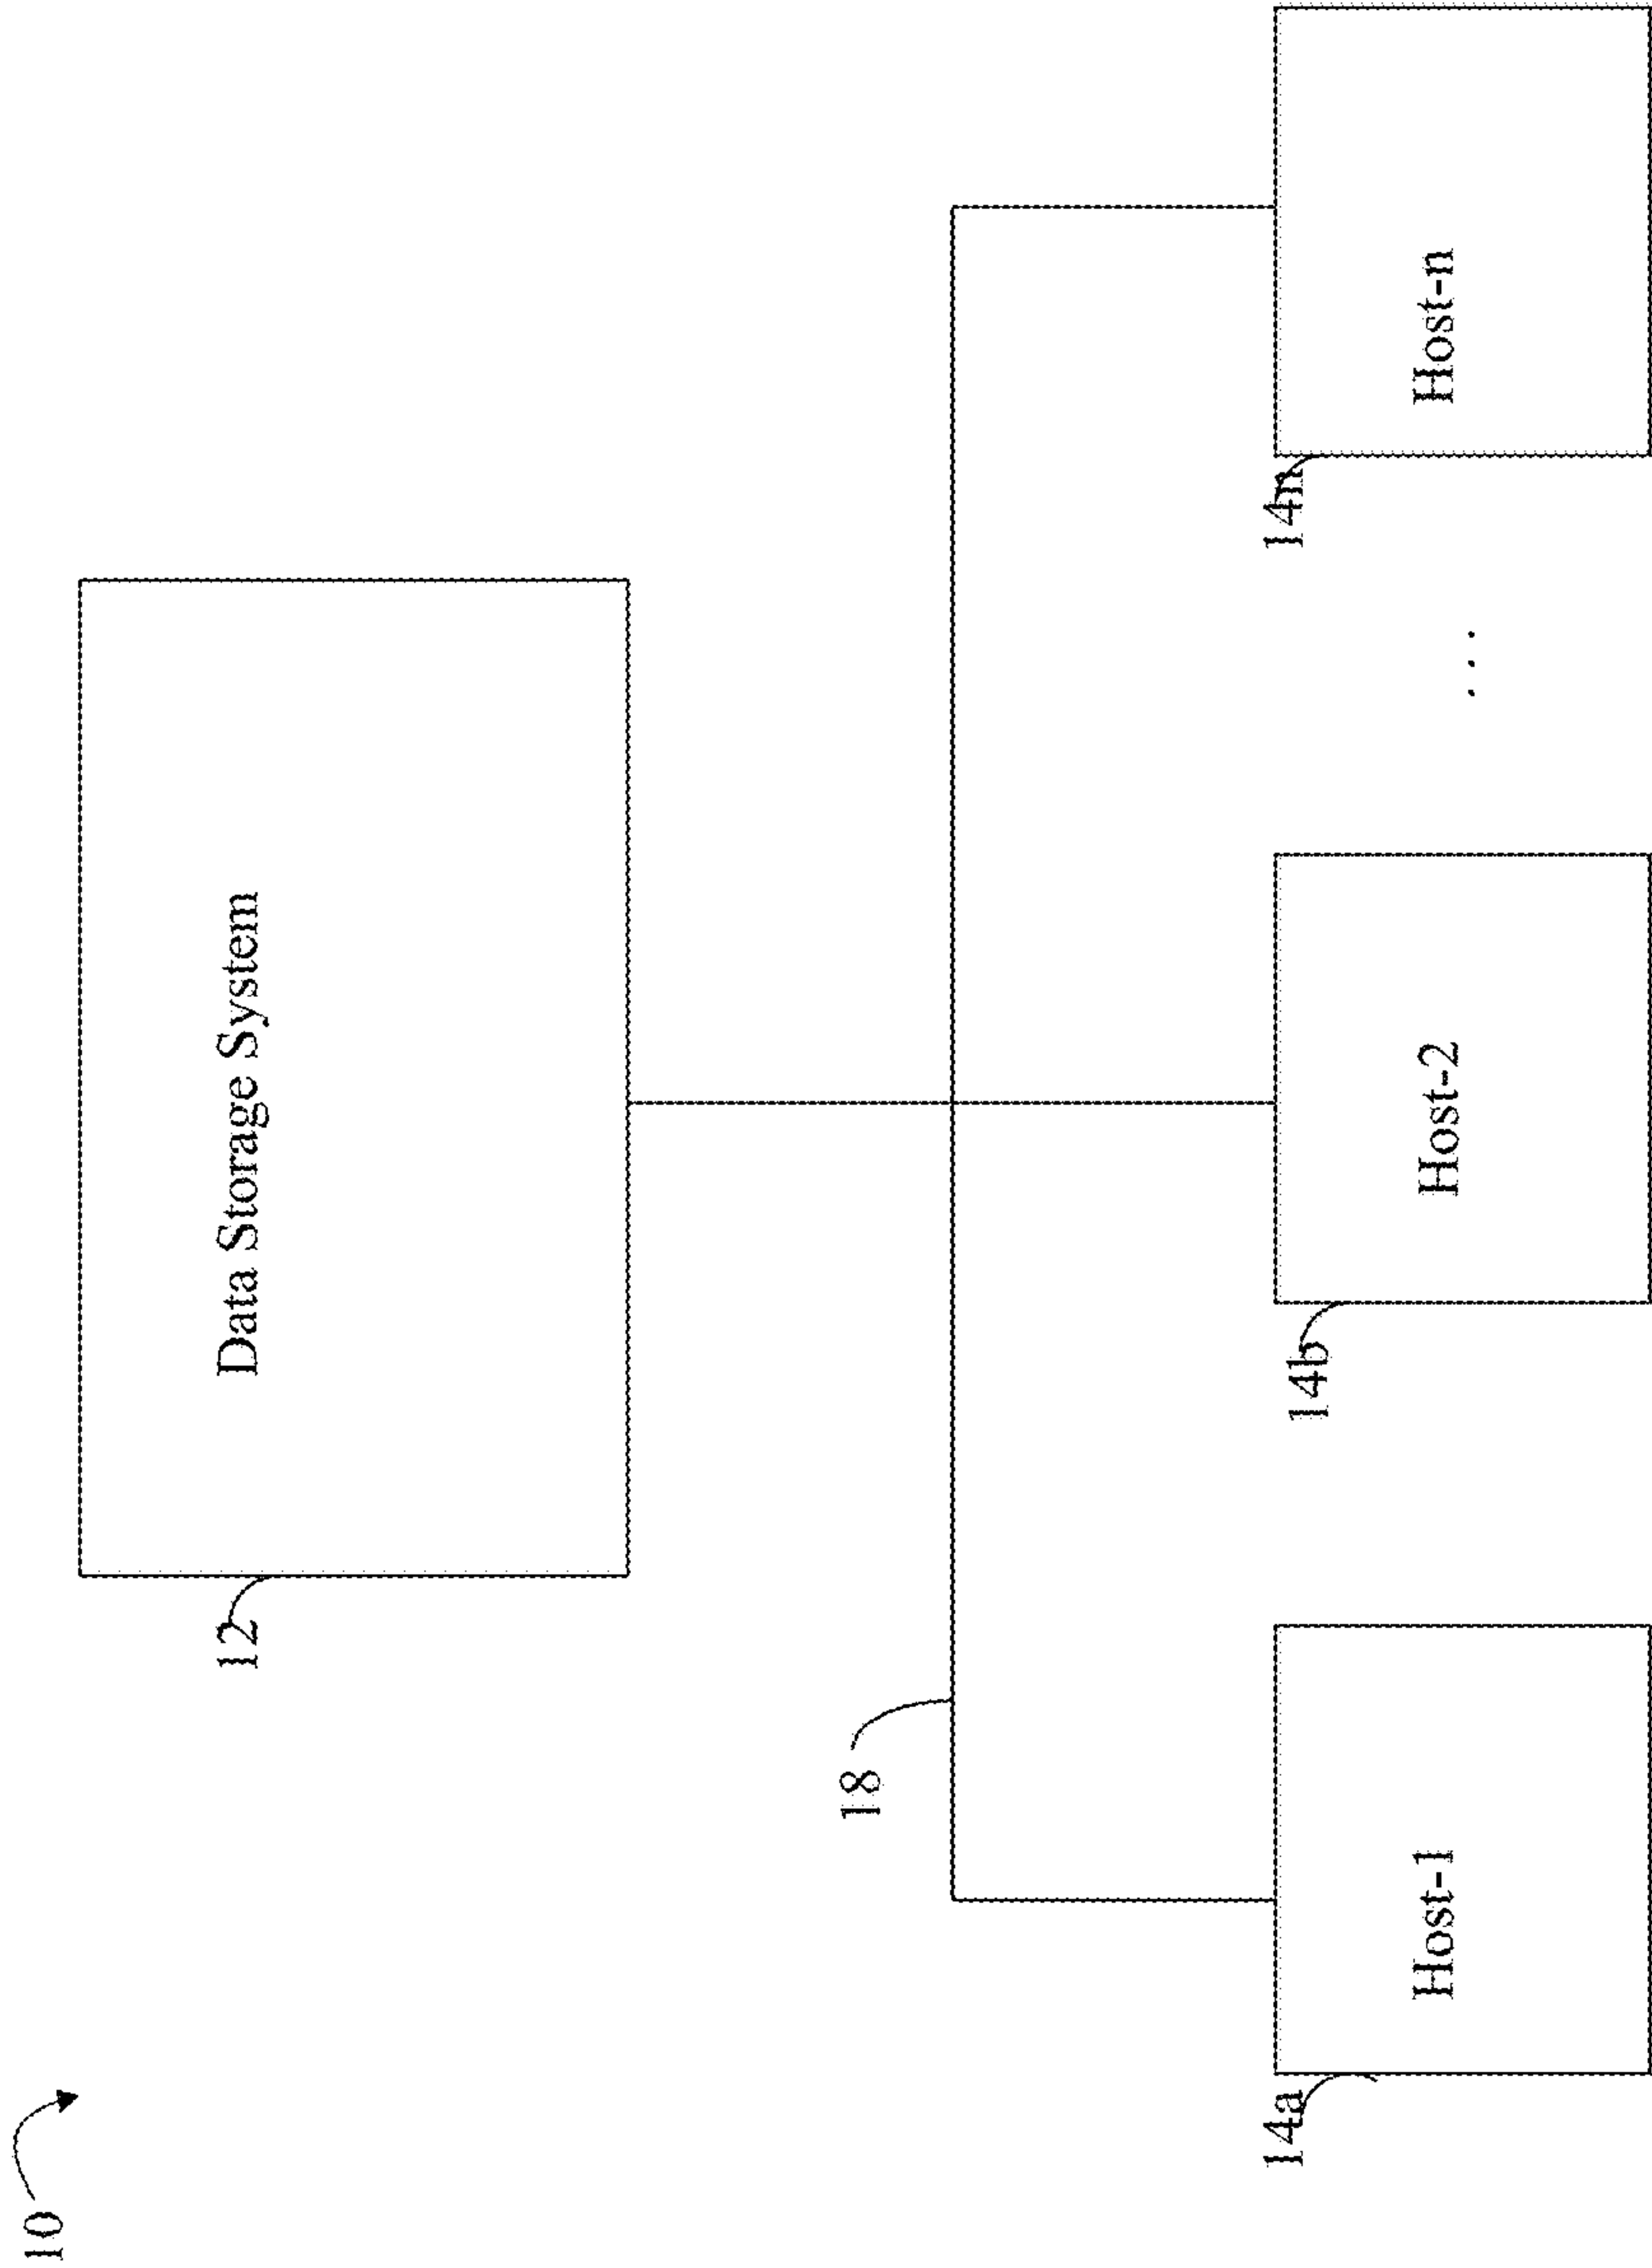 10
12
Data Storage System
18
14a
Host-1
14b
Host-2
. . .
14n
Host-n